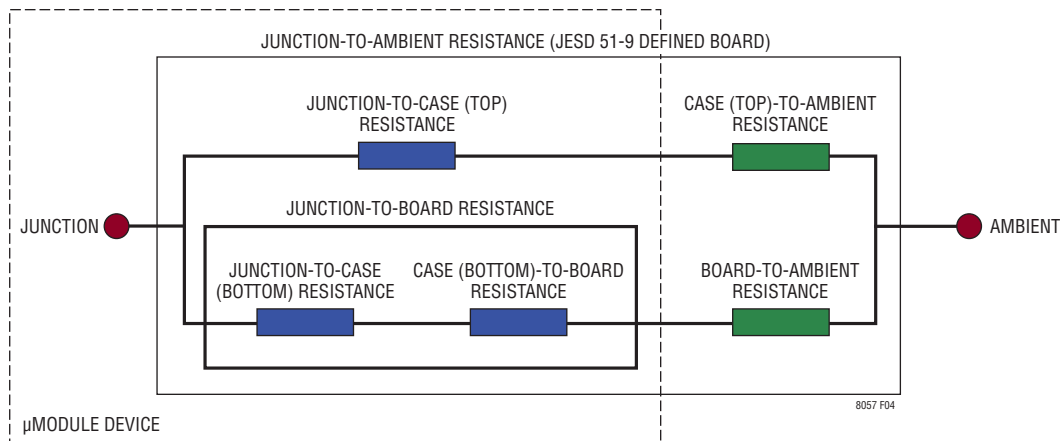 JUNCTION-TO-AMBIENT RESISTANCE (JESD 51-9 DEFINED BOARD)
JUNCTION-TO-CASE (TOP)
RESISTANCE
CASE (TOP)-TO-AMBIENT
RESISTANCE
JUNCTION-TO-BOARD RESISTANCE
JUNCTION
AMBIENT
JUNCTION-TO-CASE
(BOTTOM) RESISTANCE
CASE (BOTTOM)-TO-BOARD
RESISTANCE
BOARD-TO-AMBIENT
RESISTANCE
8057 F04
µMODULE DEVICE